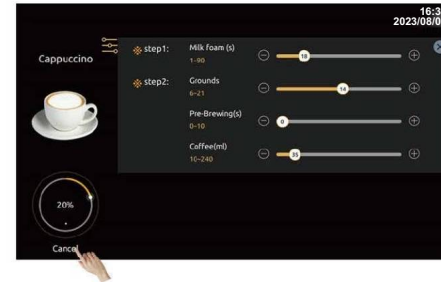 16:3
2023/08/0
Cappuccino
step1:
Milk foam (s)
1-90
18
step2:
Grounds
6-21
14
Pre-Brewing(s)
0-10
0
Coffee(ml)
10-240
35
20%
Cancel